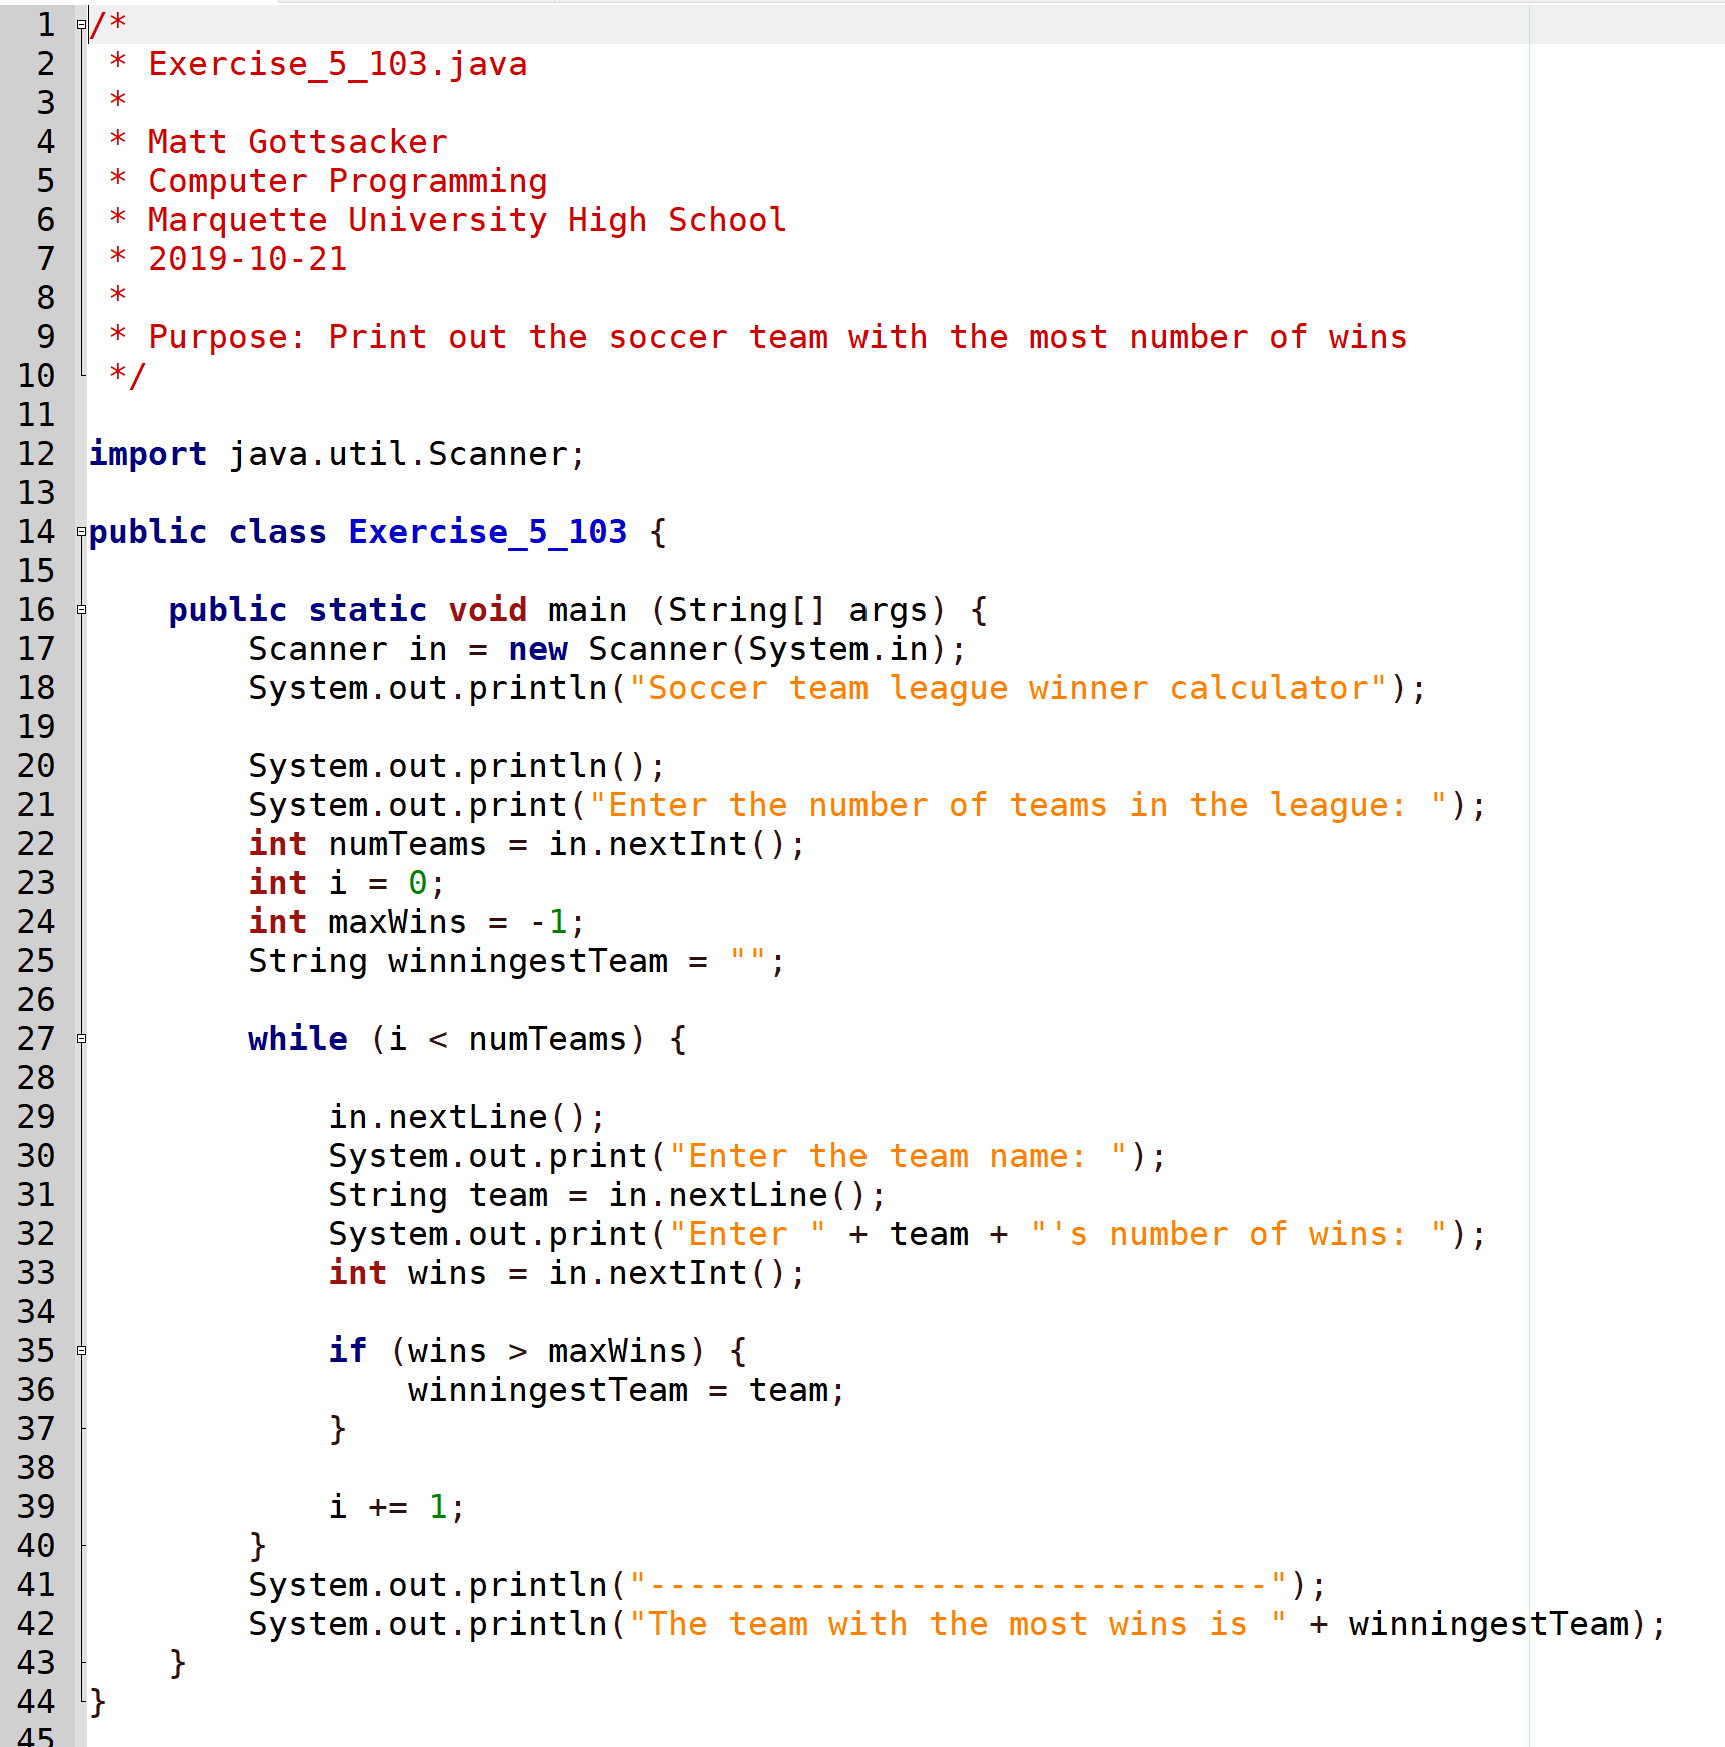 1 /*
2  * Exercise_5_103.java
3  *
4  * Matt Gottsacker
5  * Computer Programming
6  * Marquette University High School
7  * 2019-10-21
8  *
9  * Purpose: Print out the soccer team with the most number of wins
10  */
11
12 import java.util.Scanner;
13
14 public class Exercise_5_103 {
15
16     public static void main (String[] args) {
17         Scanner in = new Scanner(System.in);
18         System.out.println("Soccer team league winner calculator");
19
20         System.out.println();
21         System.out.print("Enter the number of teams in the league: ");
22         int numTeams = in.nextInt();
23         int i = 0;
24         int maxWins = -1;
25         String winningestTeam = "";
26
27         while (i < numTeams) {
28
29             in.nextLine();
30             System.out.print("Enter the team name: ");
31             String team = in.nextLine();
32             System.out.print("Enter " + team + "'s number of wins: ");
33             int wins = in.nextInt();
34
35             if (wins > maxWins) {
36                 winningestTeam = team;
37             }
38
39             i += 1;
40         }
41         System.out.println("-------------------------------");
42         System.out.println("The team with the most wins is " + winningestTeam);
43     }
44 }
45